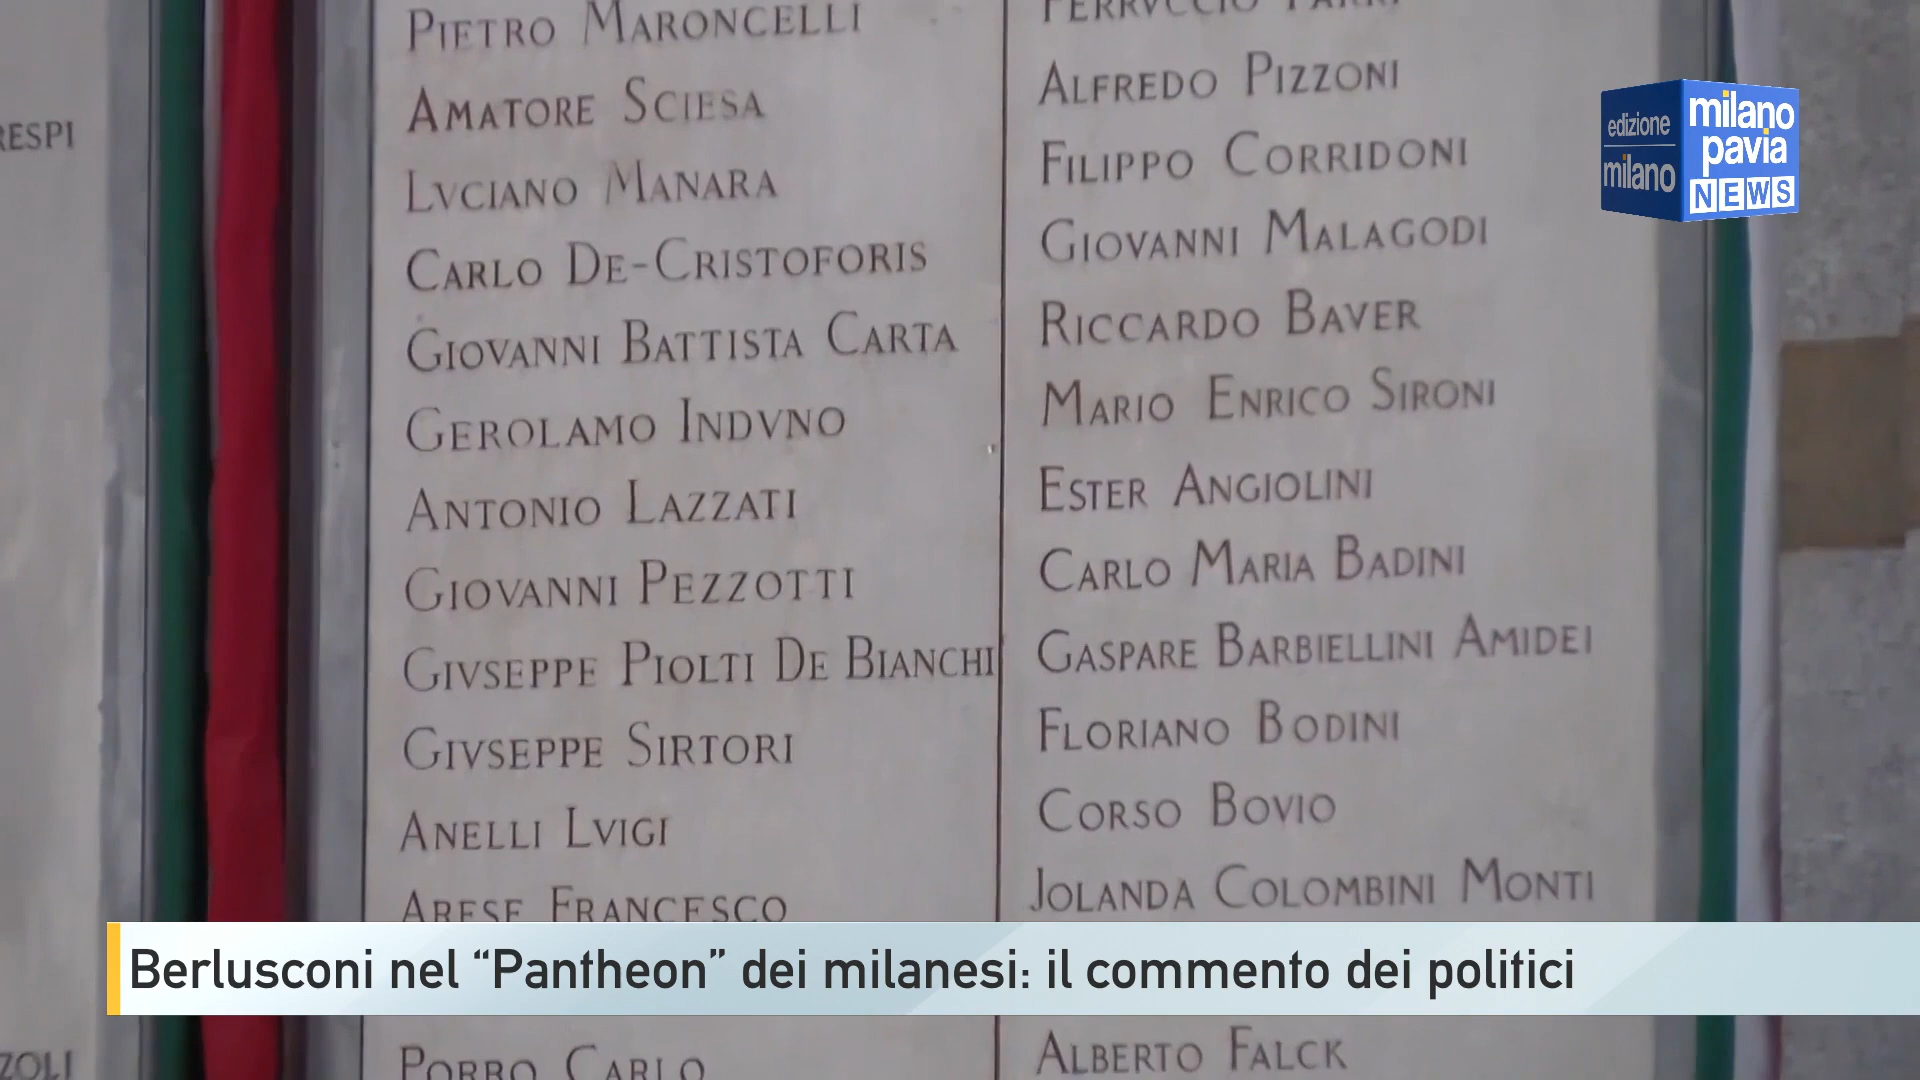 PIETRO MARONCELLI
AMATORE SCIESA
LVCIANO MANARA
CARLO DE-CRISTOFORIS
GIOVANNI BATTISTA CARTA
GEROLAMO INDVNO
ANTONIO LAZZATI
GIOVANNI PEZZOTTI
GIVSEPPE PIOLTI DE BIANCHI
GIVSEPPE SIRTORI
ANELLI LVIGI
ARESE FRANCESCO
PORRO CARLO
FERRVCCIO PARRI
ALFREDO PIZZONI
FILIPPO CORRIDONI
GIOVANNI MALAGODI
RICCARDO BAVER
MARIO ENRICO SIRONI
ESTER ANGIOLINI
CARLO MARIA BADINI
GASPARE BARBIELLINI AMIDEI
FLORIANO BODINI
CORSO BOVIO
JOLANDA COLOMBINI MONTI
ALBERTO FALCK
edizione
milano
milano
pavia
NEWS
Berlusconi nel “Pantheon” dei milanesi: il commento dei politici